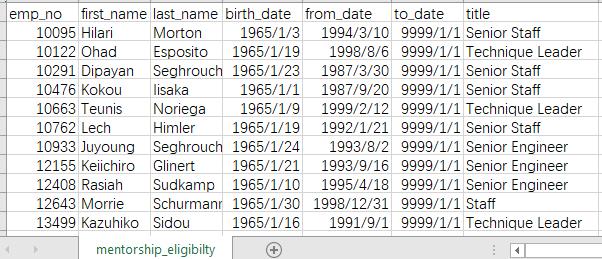 emp_no first_name last_name birth_date from_date to_date title
10095 Hilari Morton 1965/1/3 1994/3/10 9999/1/1 Senior Staff
10122 Ohad Esposito 1965/1/19 1998/8/6 9999/1/1 Technique Leader
10291 Dipayan Seghrouch 1965/1/23 1987/3/30 9999/1/1 Senior Staff
10476 Kokou Iisaka 1965/1/1 1987/9/20 9999/1/1 Senior Staff
10663 Teunis Noriega 1965/1/9 1999/2/12 9999/1/1 Technique Leader
10762 Lech Himler 1965/1/19 1992/1/21 9999/1/1 Senior Staff
10933 Juyoung Seghrouch 1965/1/24 1993/8/2 9999/1/1 Senior Engineer
12155 Keiichiro Glinert 1965/1/21 1993/9/16 9999/1/1 Senior Engineer
12408 Rasiah Sudkamp 1965/1/10 1995/4/18 9999/1/1 Senior Engineer
12643 Morrie Schurmann 1965/1/30 1998/12/31 9999/1/1 Staff
13499 Kazuhiko Sidou 1965/1/16 1991/9/1 9999/1/1 Technique Leader
mentorship_eligibilty